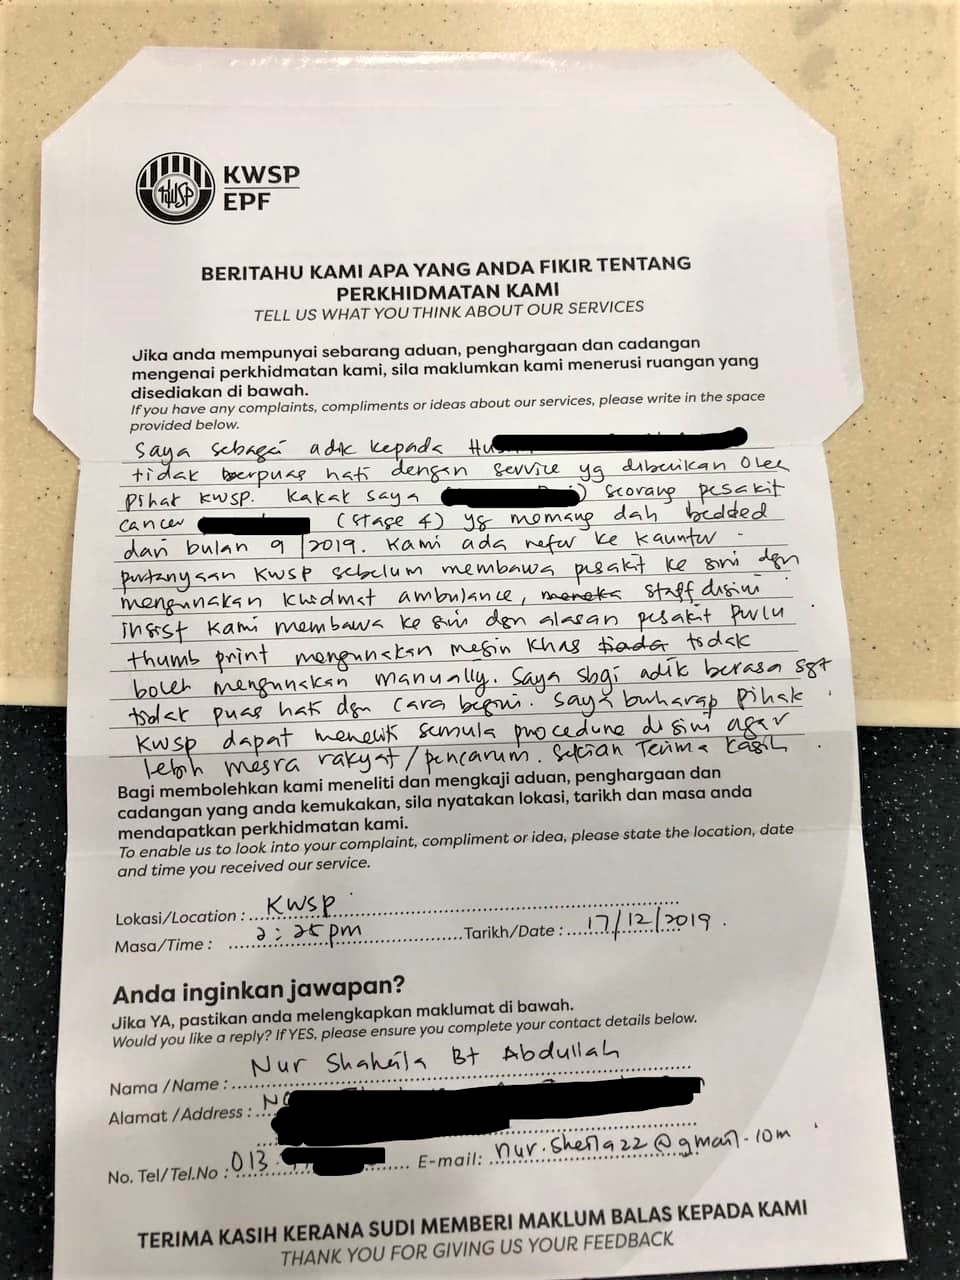 KWSP
EPF
BERITAHU KAMI APA YANG ANDA FIKIR TENTANG
PERKHIDMATAN KAMI
TELL US WHAT YOU THINK ABOUT OUR SERVICES
Jika anda mempunyai sebarang aduan, penghargaan dan cadangan
mengenai perkhidmatan kami, sila maklumkan kami menerusi ruangan yang
disediakan di bawah.
If you have any complaints, compliments or ideas about our services, please write in the space
provided below.
Saya sebagai adik kepada
tidak berpuas hati dengan service yg diberikan oleh
pihak KWSP. Kakak saya ) seorang pesakit
cancer (stage 4) yg memang dah bedded
dari bulan 9/2019. Kami ada refer ke kaunter
pertanyaan KWSP sebelum membawa pesakit ke sini dgn
mengunakan khidmat ambulance, mereka staff disini
insist kami membawa ke sini dgn alasan pesakit perlu
thumb print mengunakan mesin khas tiada tidak
boleh mengunakan manually. Saya sbgi adik berasa sgt
tidak puas hati dgn cara begini. Saya berharap pihak
KWSP dapat menelik semula procedure disini agar
lebih mesra rakyat/pencarum. Sekian Terima Kasih.
Bagi membolehkan kami meneliti dan mengkaji aduan, penghargaan dan
cadangan yang anda kemukakan, sila nyatakan lokasi, tarikh dan masa anda
mendapatkan perkhidmatan kami.
To enable us to look into your complaint, compliment or idea, please state the location, date
and time you received our service.
Lokasi/Location : KWSP
Masa/Time : 2:25pm Tarikh/Date : 17/12/2019.
Anda inginkan jawapan?
Jika YA, pastikan anda melengkapkan maklumat di bawah.
Would you like a reply? If YES, please ensure you complete your contact details below.
Nama /Name : Nur Shaheila Bt Abdullah
Alamat /Address :
No. Tel/Tel.No : 013 E-mail: nur.sheila22@gmail.com
TERIMA KASIH KERANA SUDI MEMBERI MAKLUM BALAS KEPADA KAMI
THANK YOU FOR GIVING US YOUR FEEDBACK